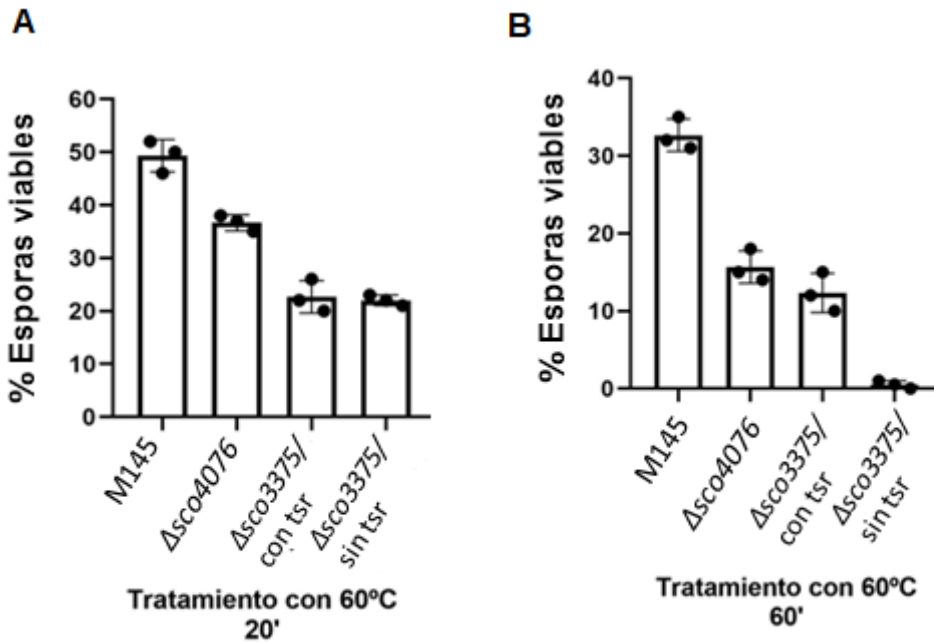 A
% Esporas viables
60
50
40
30
20
10
0
M145
Δsco4076
Δsco3375/
con tsr
Δsco3375/
sin tsr
Tratamiento con 60ºC
20'
B
% Esporas viables
40
30
20
10
0
M145
Δsco4076
Δsco3375/
con tsr
Δsco3375/
sin tsr
Tratamiento con 60ºC
60'